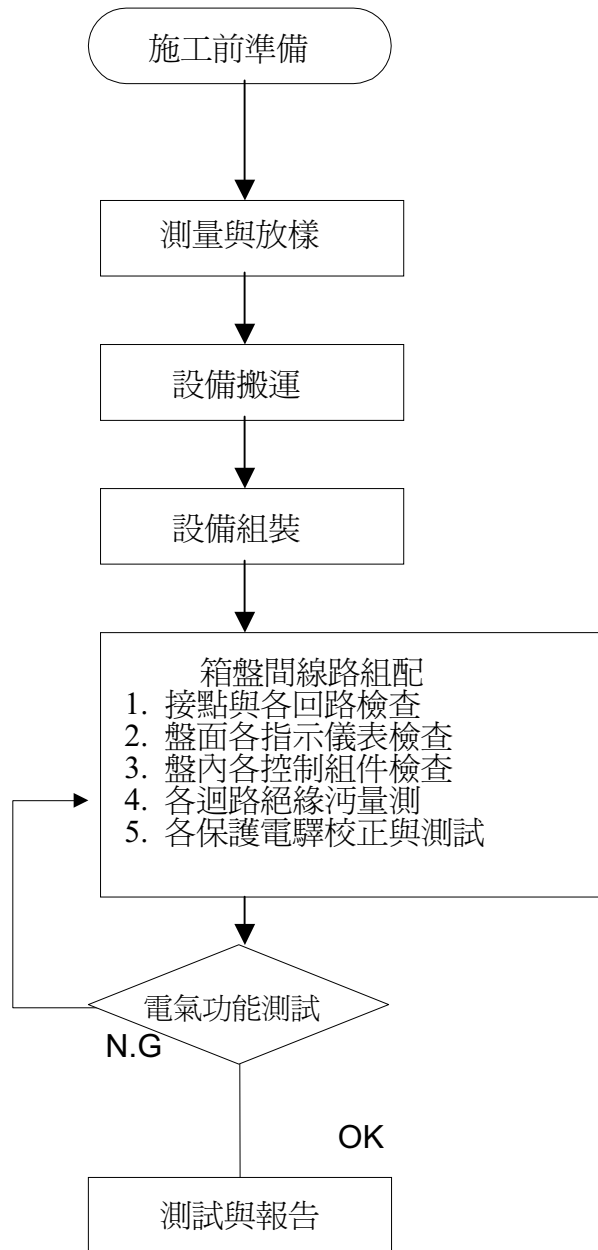 施工前準備
測量與放樣
設備搬運
設備組裝
箱盤間線路組配
1. 接點與各回路檢查
2. 盤面各指示儀表檢查
3. 盤內各控制組件檢查
4. 各迴路絕緣沔量測
5. 各保護電驛校正與測試
電氣功能測試
N.G
OK
測試與報告